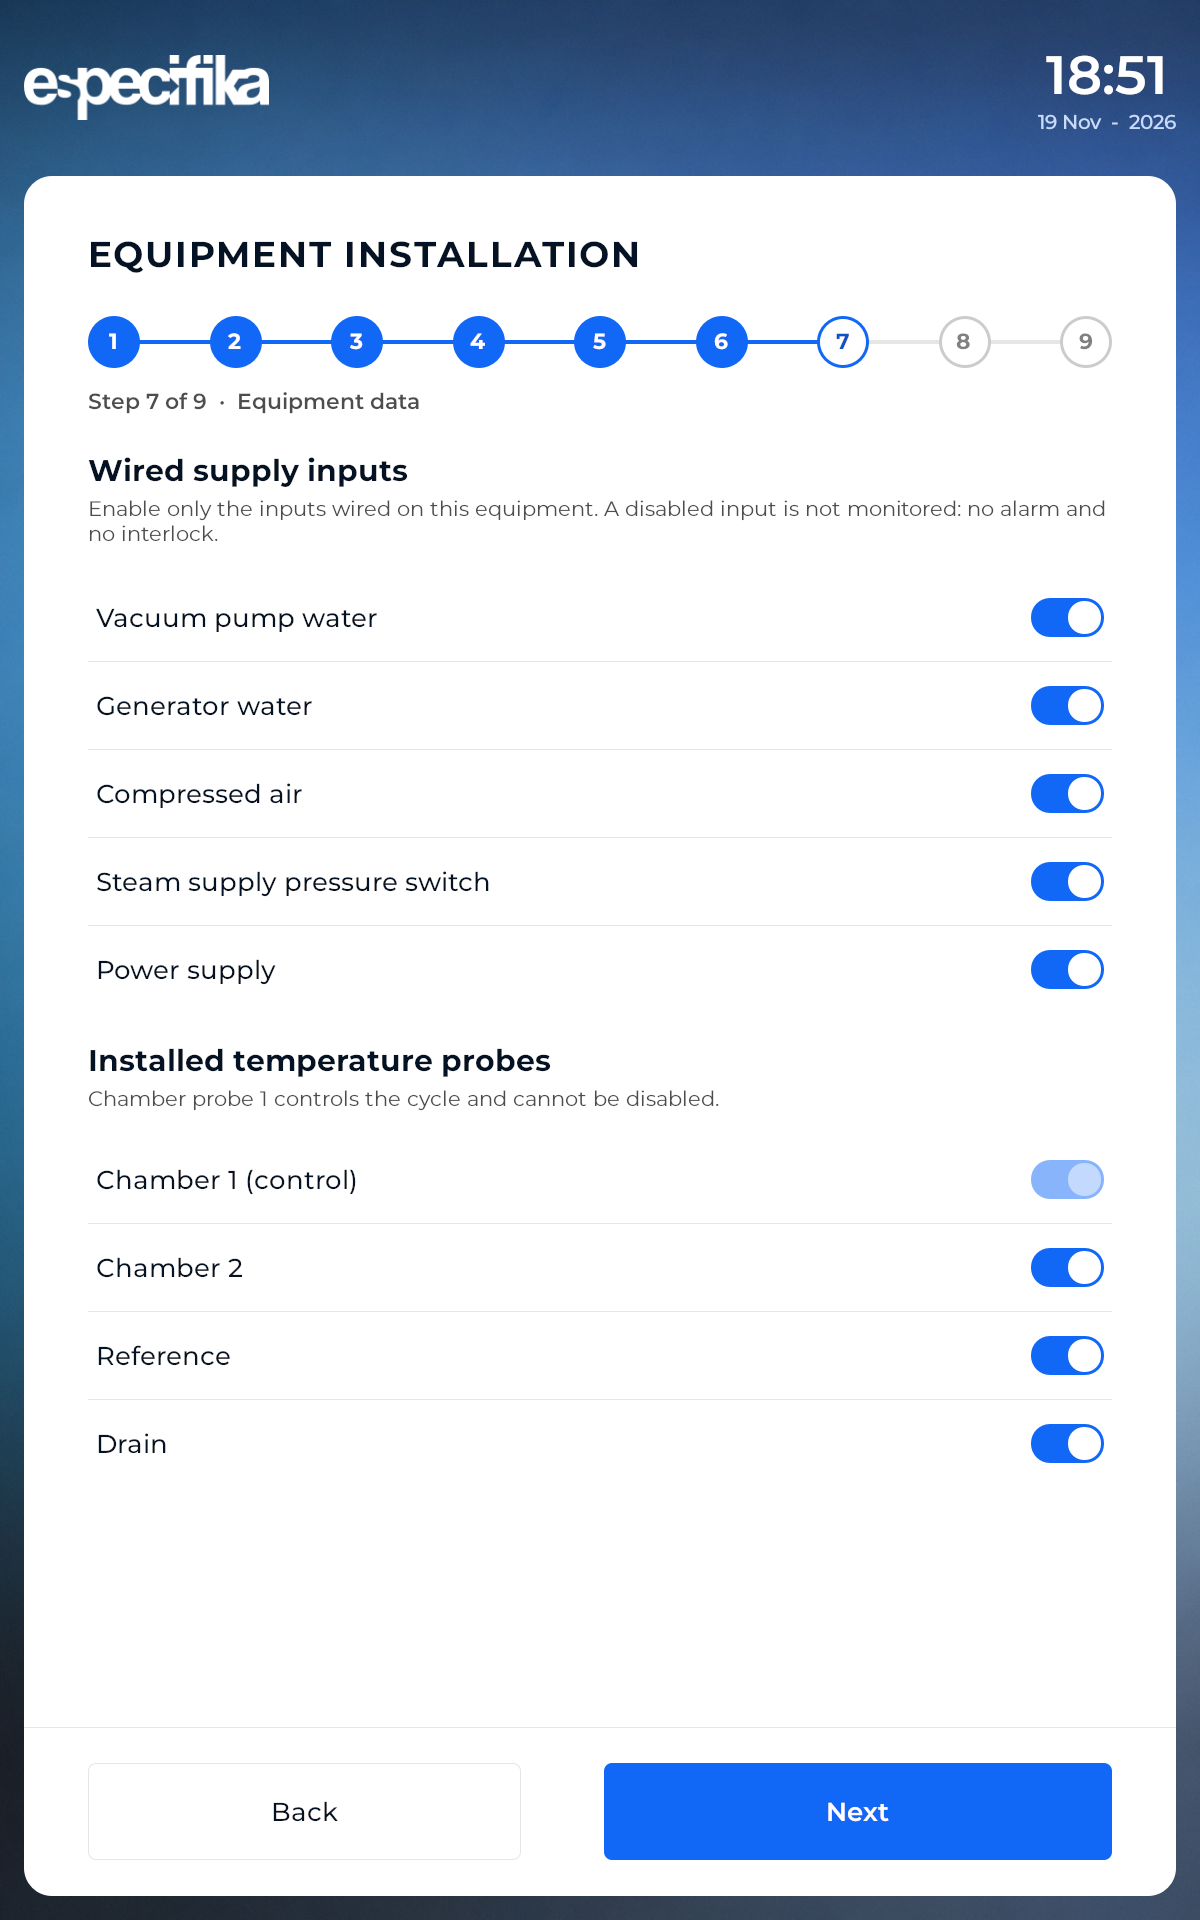 especifika
18:51
19 Nov - 2026
EQUIPMENT INSTALLATION
1 2 3 4 5 6 7 8 9
Step 7 of 9 · Equipment data
Wired supply inputs
Enable only the inputs wired on this equipment. A disabled input is not monitored: no alarm and
no interlock.
Vacuum pump water
Generator water
Compressed air
Steam supply pressure switch
Power supply
Installed temperature probes
Chamber probe 1 controls the cycle and cannot be disabled.
Chamber 1 (control)
Chamber 2
Reference
Drain
Back
Next